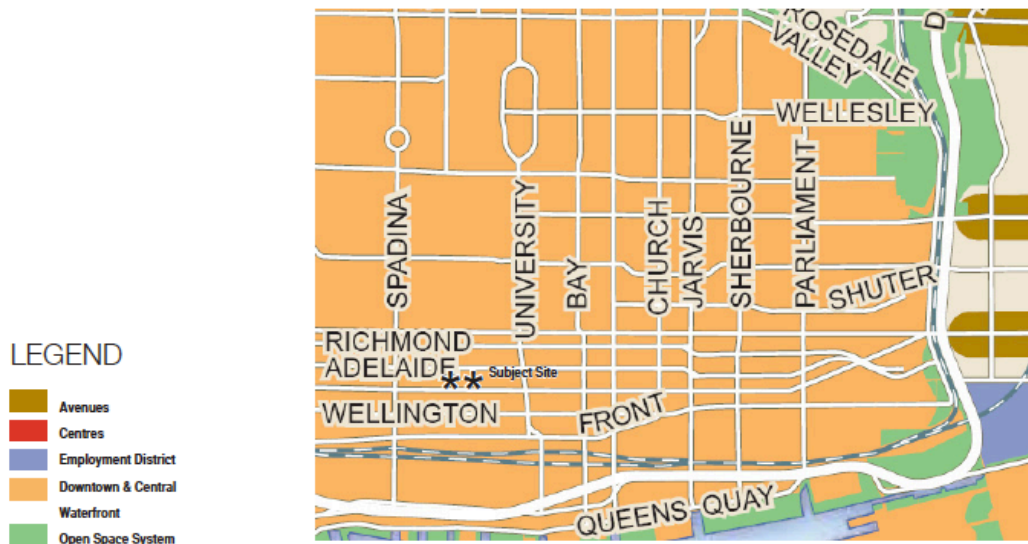 ROSEDALE
VALLEY
D
WELLESLEY
SPADINA
UNIVERSITY
BAY
CHURCH
JARVIS
SHERBOURNE
PARLIAMENT
SHUTER
RICHMOND
ADELAIDE
** Subject Site
WELLINGTON
FRONT
QUEENS QUAY
LEGEND
Avenues
Centres
Employment District
Downtown & Central
Waterfront
Open Space System